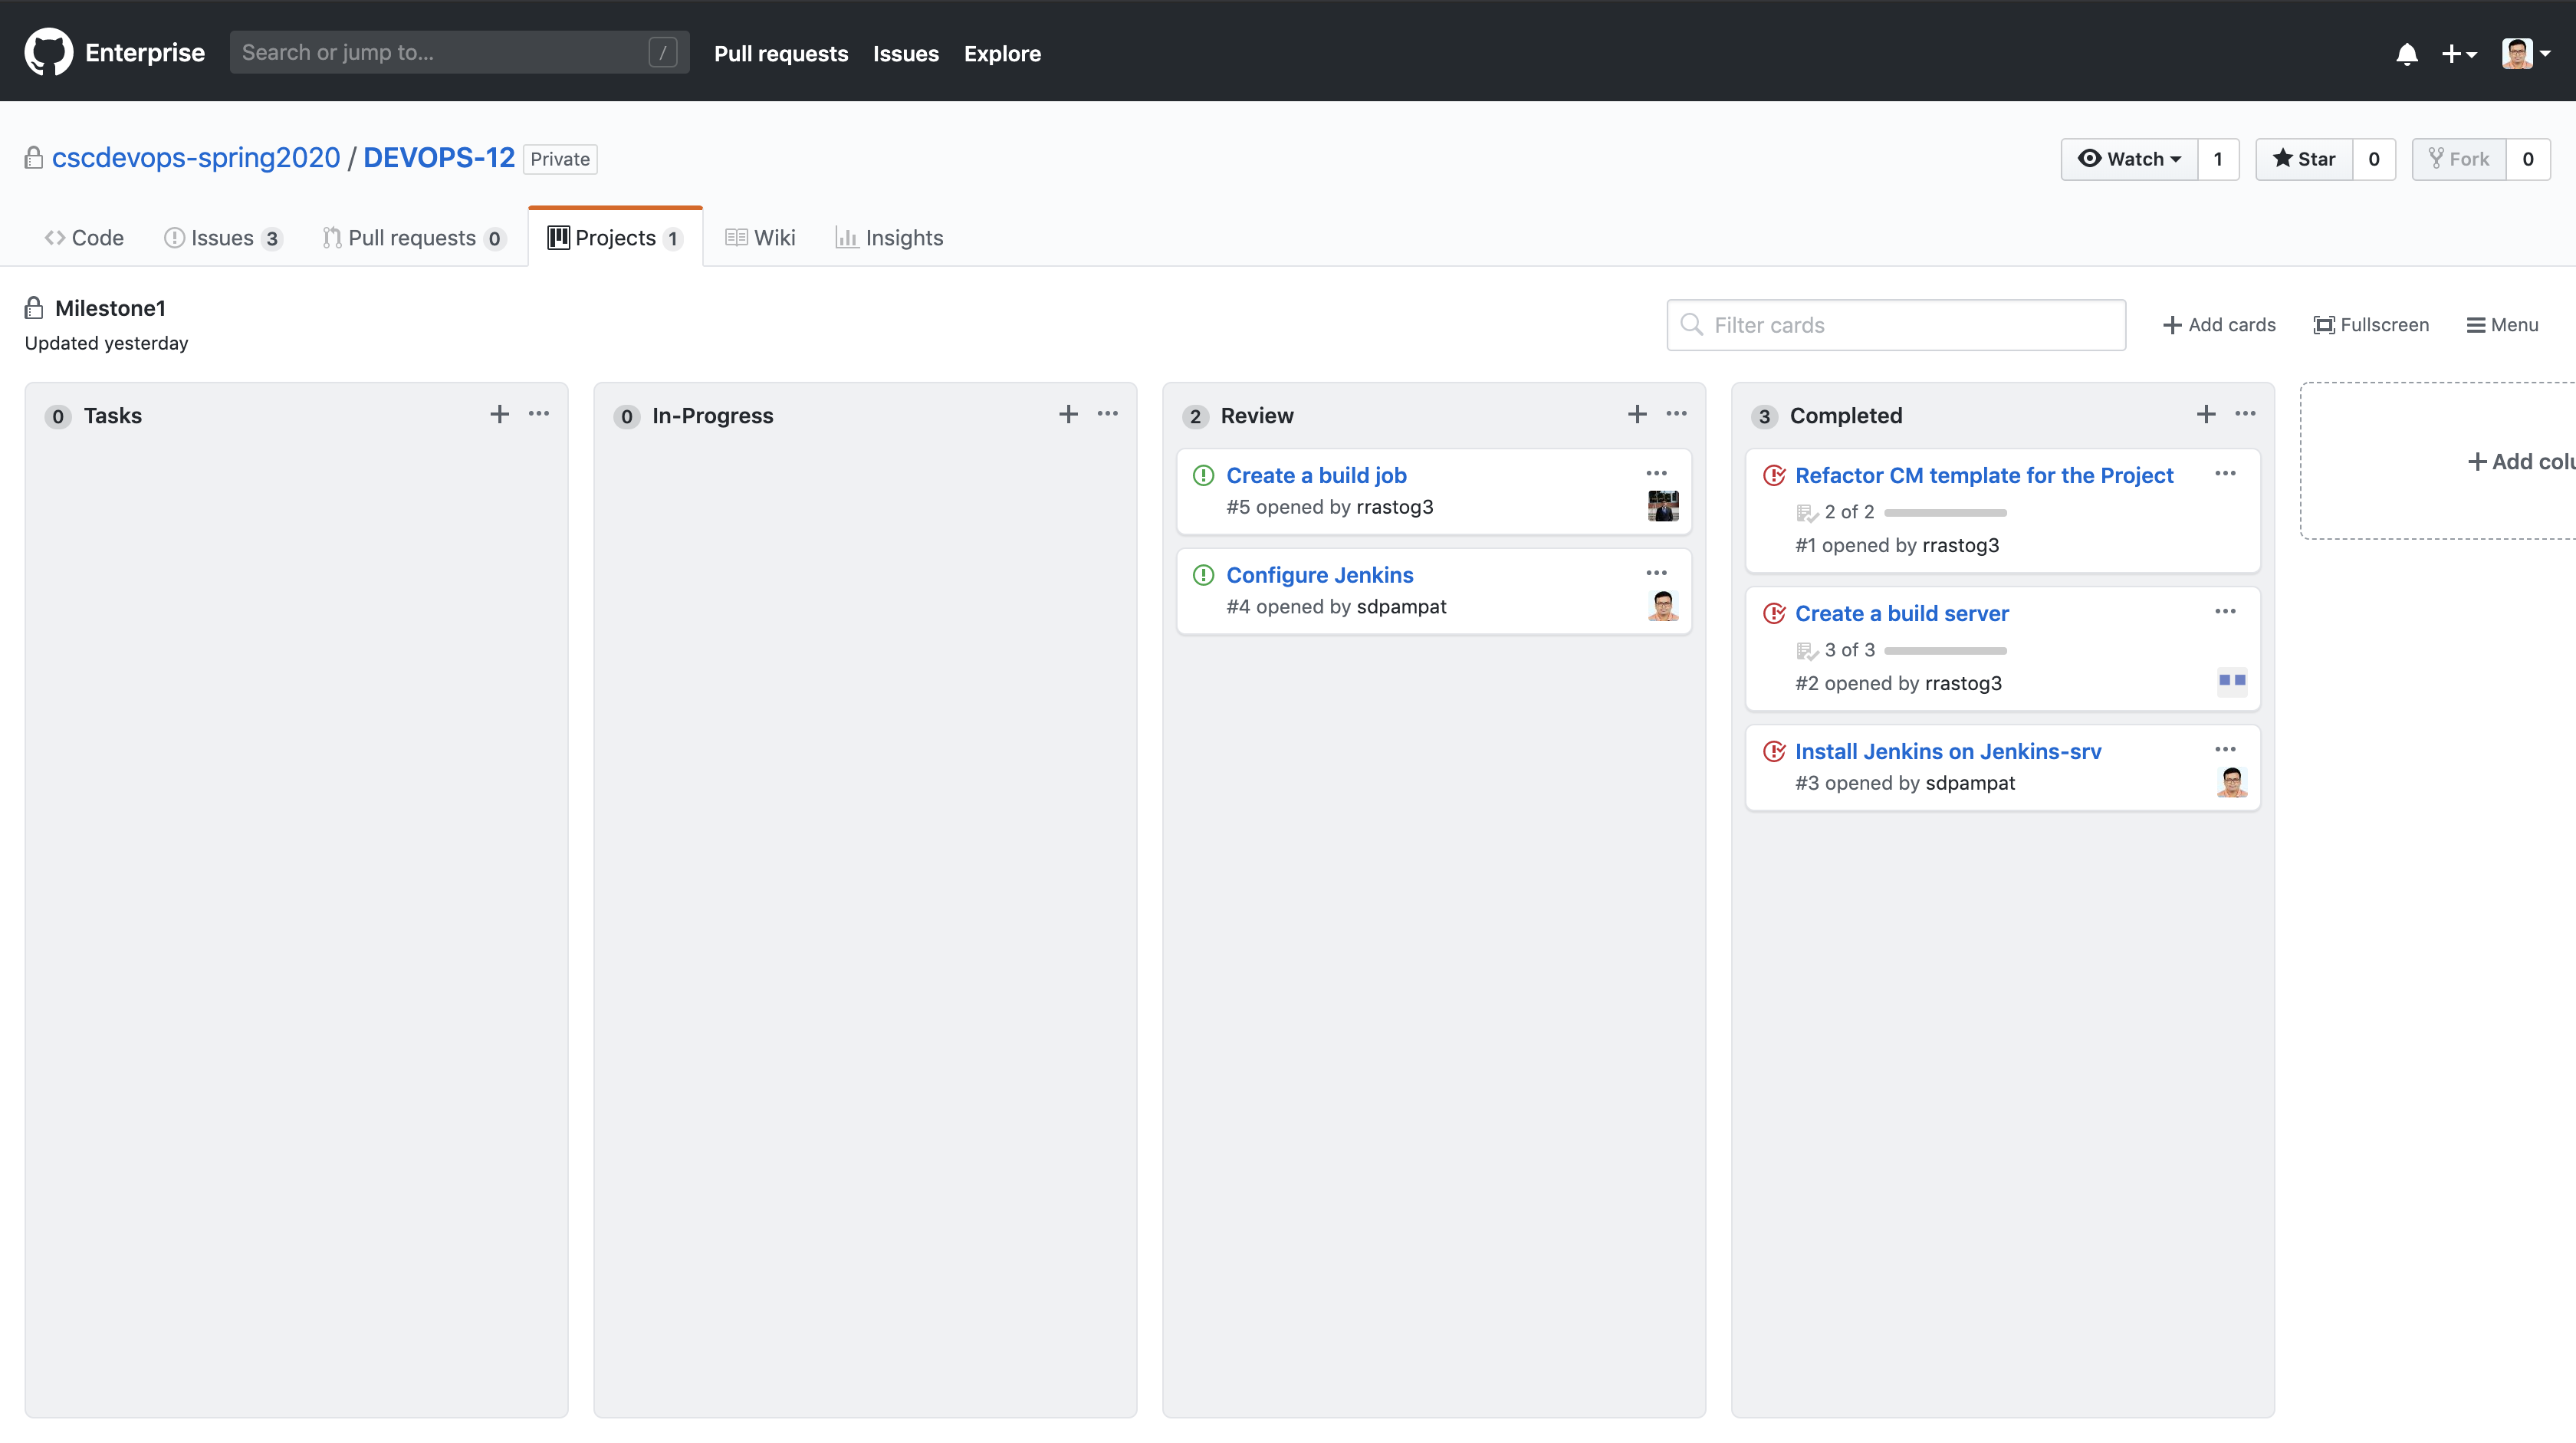 Enterprise Search or jump to... / Pull requests Issues Explore
cscdevops-spring2020 / DEVOPS-12 Private Watch 1 Star 0 Fork 0
Code Issues 3 Pull requests 0 Projects 1 Wiki Insights
Milestone1
Updated yesterday
Filter cards Add cards Fullscreen Menu
0 Tasks
0 In-Progress
2 Review
Create a build job
#5 opened by rrastog3
Configure Jenkins
#4 opened by sdpampat
3 Completed
Refactor CM template for the Project
2 of 2
#1 opened by rrastog3
Create a build server
3 of 3
#2 opened by rrastog3
Install Jenkins on Jenkins-srv
#3 opened by sdpampat
Add colu